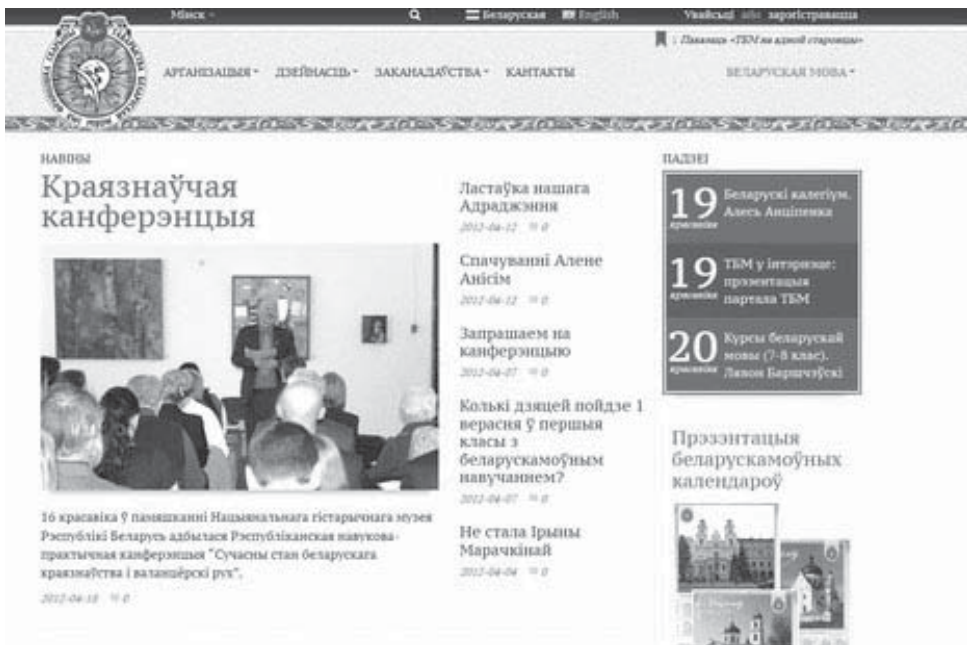 Мінск
Беларуская
English
Увайсьці або зарэгістравацца
Пакажаць «ТБМ на адной старонцы»
АРГАНІЗАЦЫЯ
ДЗЕЙНАСЦЬ
ЗАКАНАДАЎСТВА
КАНТАКТЫ
БЕЛАРУСКАЯ МОВА
НАВІНЫ
Краязнаўчая
канферэнцыя
16 красавіка ў памяшканні Нацыянальнага гістарычнага музея
Рэспублікі Беларусь адбылася Рэспубліканская навукова-
практычная канферэнцыя "Сучасны стан беларускага
краязнаўства і валанцёрскі рух".
2012-04-18 0
Ластаўка нашага
Адраджэння
2012-04-12 0
Спачуванні Алене
Анісім
2012-04-12 0
Запрашаем на
канферэнцыю
2012-04-07 0
Колькі дзяцей пойдзе 1
верасня ў першыя
класы з
беларускамоўным
навучаннем?
2012-04-07 0
Не стала Ірыны
Марачкінай
2012-04-04 0
ПАДЗЕІ
19 красавіка
Беларускі калегіум.
Алесь Анціпенка
19 красавіка
ТБМ у інтэрнэце:
прэзентацыя
партала ТБМ
20 красавіка
Курсы беларускай
мовы (7-8 клас).
Лявон Баршчэўскі
Прэзэнтацыя
беларускамоўных
календароў